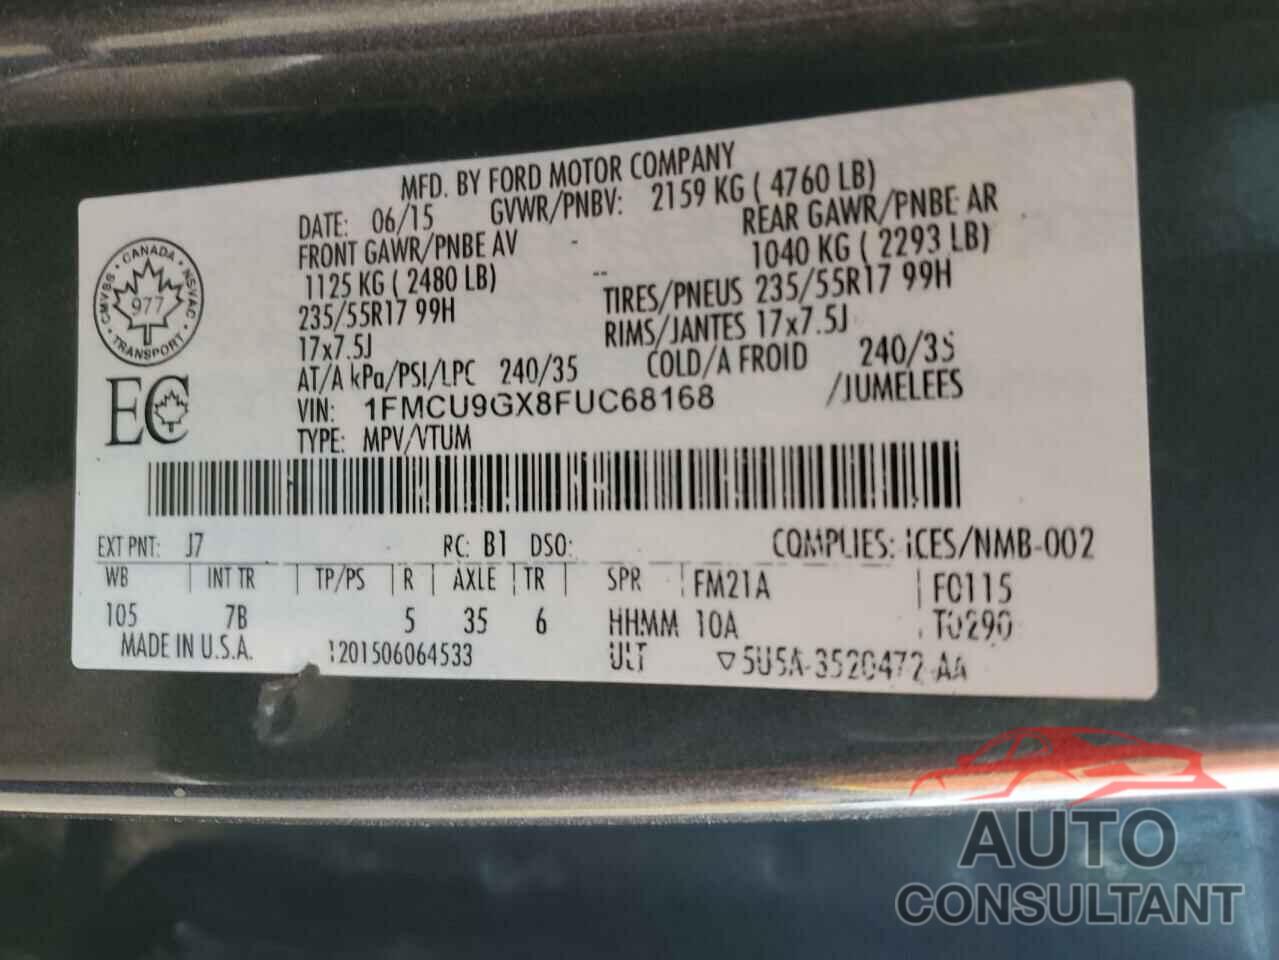 MFD. BY FORD MOTOR COMPANY
DATE: 06/15 GVWR/PNBV: 2159 KG ( 4760 LB)
FRONT GAWR/PNBE AV REAR GAWR/PNBE AR
1125 KG ( 2480 LB) -- 1040 KG ( 2293 LB)
235/55R17 99H TIRES/PNEUS 235/55R17 99H
17x7.5J RIMS/JANTES 17x7.5J
AT/A kPa/PSI/LPC 240/35 COLD/A FROID 240/35
VIN: 1FMCU9GX8FUC68168 /JUMELEES
TYPE: MPV/VTUM
CANADA
CMVSS NSVAC
977
TRANSPORT
EC
EXT PNT: J7 RC: B1 DSO: COMPLIES: ICES/NMB-002
WB INT TR TP/PS R AXLE TR SPR FM21A F0115
105 7B 5 35 6 HHMM 10A T0290
MADE IN U.S.A. 1201506064533 ULT ▽5U5A-3520472-AA
AUTO
CONSULTANT